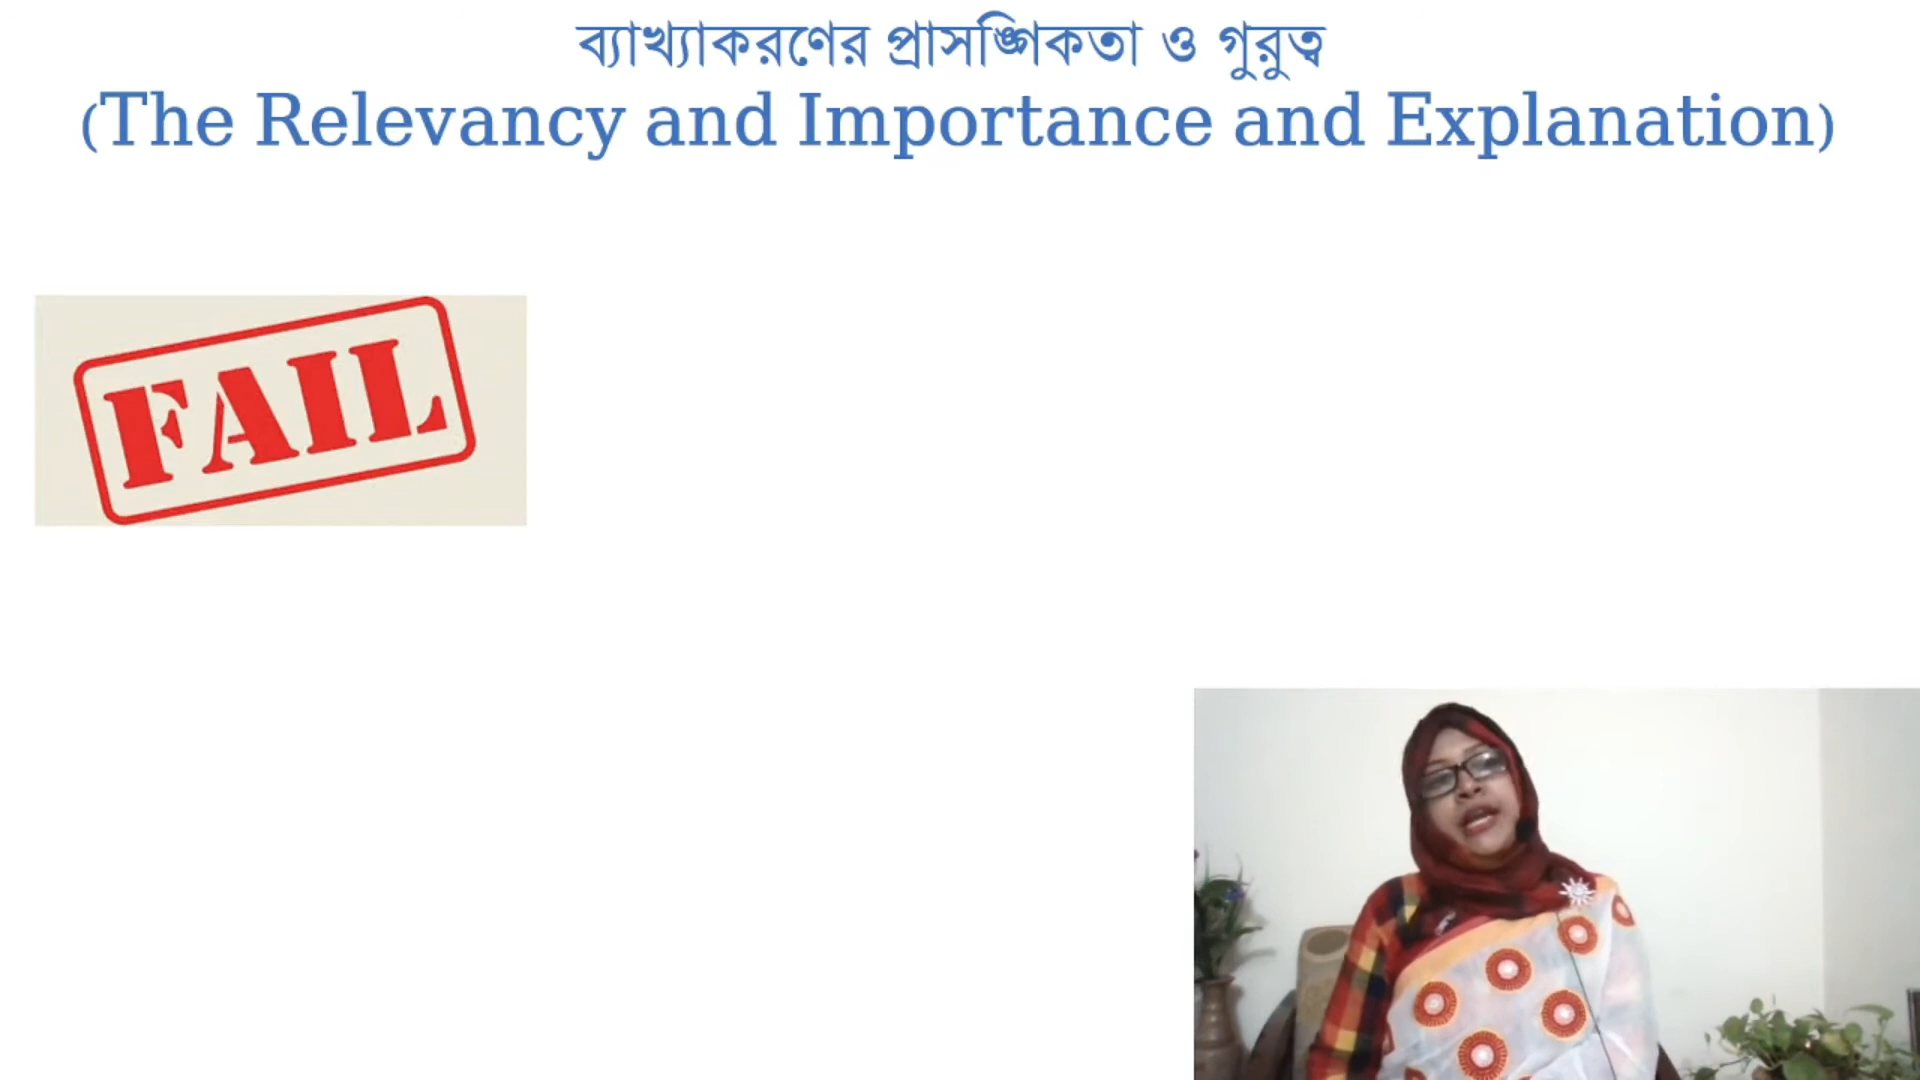 ব্যাখ্যাকরণের প্রাসঙ্গিকতা ও গুরুত্ব
(The Relevancy and Importance and Explanation)
FAIL